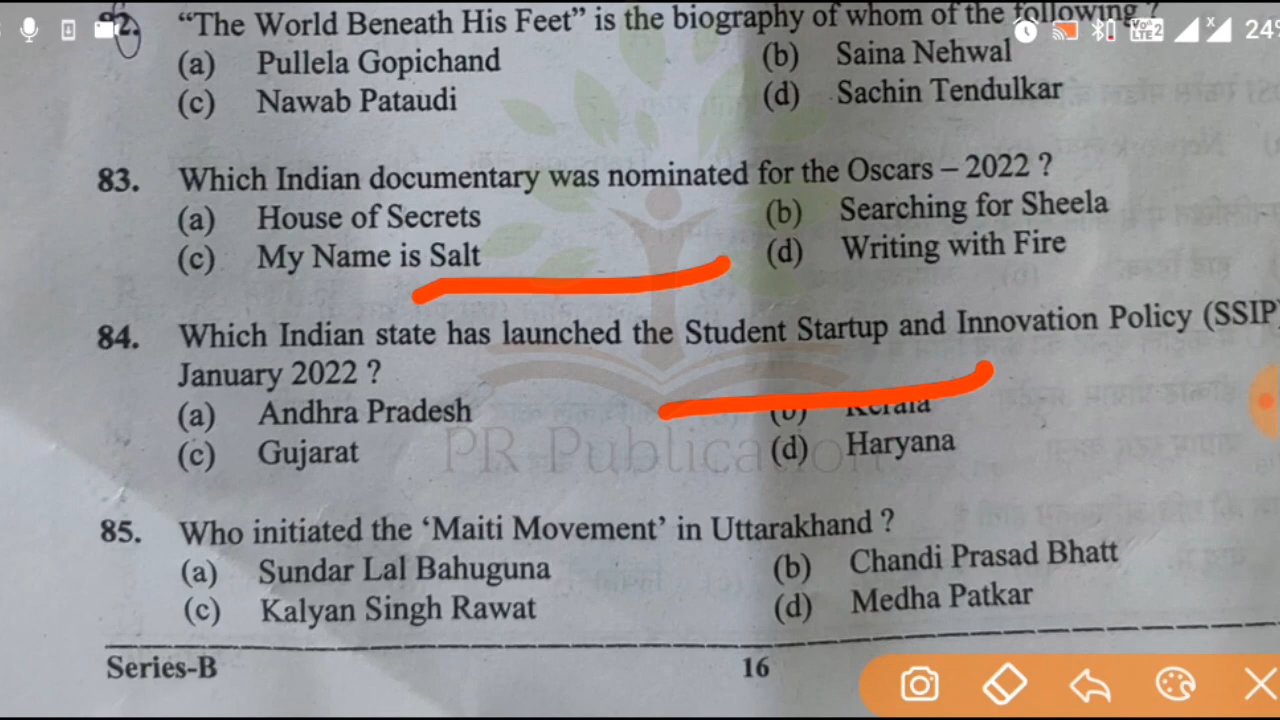 82. "The World Beneath His Feet" is the biography of whom of the following ?
(a) Pullela Gopichand (b) Saina Nehwal
(c) Nawab Pataudi (d) Sachin Tendulkar
83. Which Indian documentary was nominated for the Oscars – 2022 ?
(a) House of Secrets (b) Searching for Sheela
(c) My Name is Salt (d) Writing with Fire
84. Which Indian state has launched the Student Startup and Innovation Policy (SSIP)
January 2022 ?
(a) Andhra Pradesh (b) Kerala
(c) Gujarat (d) Haryana
PR Publication
85. Who initiated the 'Maiti Movement' in Uttarakhand ?
(a) Sundar Lal Bahuguna (b) Chandi Prasad Bhatt
(c) Kalyan Singh Rawat (d) Medha Patkar
Series-B 16
VoLTE2 24%